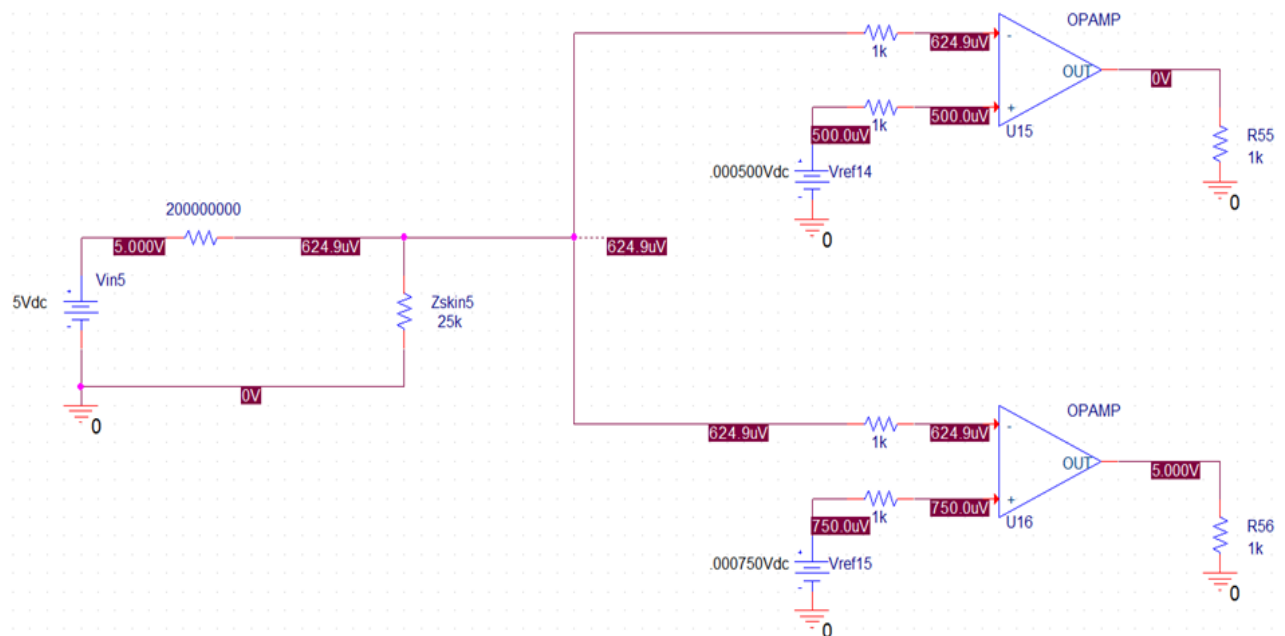 OPAMP
624.9uV
-
1k
OUT
0V
+
500.0uV
1k
500.0uV
U15
R55
1k
.000500Vdc
+
Vref14
-
0
0
200000000
5.000V
624.9uV
624.9uV
Vin5
+
5Vdc
-
Zskin5
25k
0V
0
OPAMP
624.9uV
624.9uV
-
1k
OUT
5.000V
+
750.0uV
1k
750.0uV
U16
R56
1k
.000750Vdc
+
Vref15
-
0
0